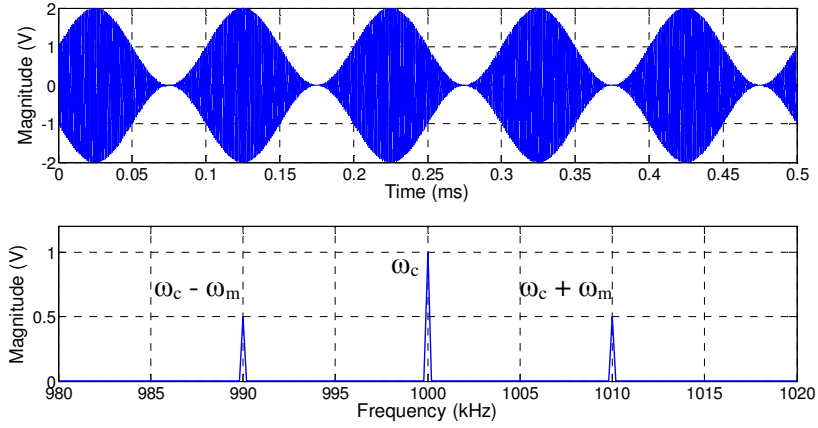 2
1
0
-1
-2
Magnitude (V)
0 0.05 0.1 0.15 0.2 0.25 0.3 0.35 0.4 0.45 0.5
Time (ms)
1
0.5
0
Magnitude (V)
ωc - ωm
ωc
ωc + ωm
980 985 990 995 1000 1005 1010 1015 1020
Frequency (kHz)